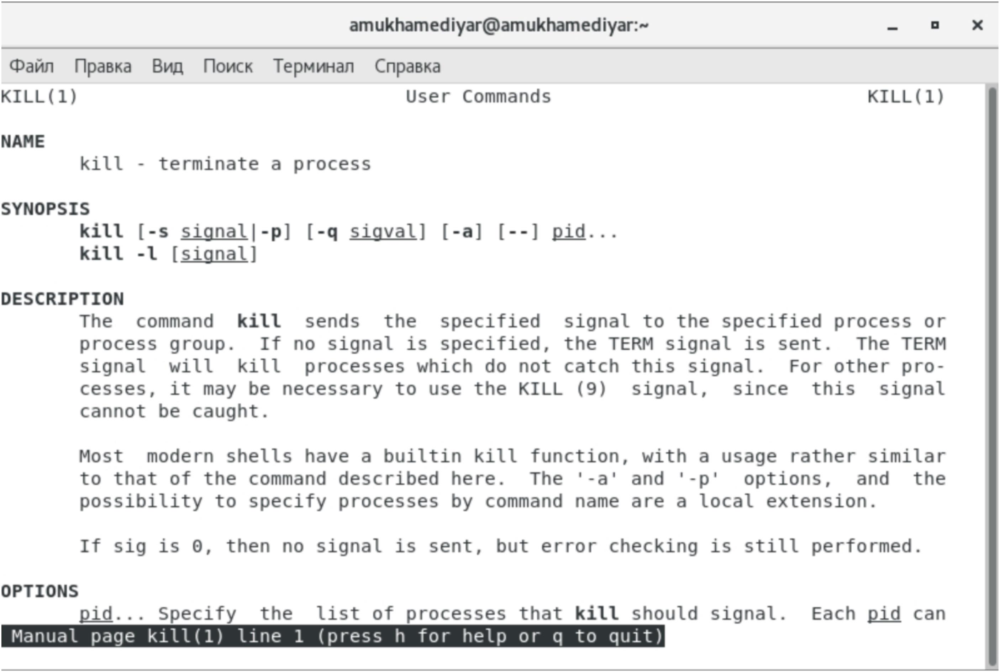 amukhamediyar@amukhamediyar:~
Файл Правка Вид Поиск Терминал Справка
KILL(1) User Commands KILL(1)
NAME
kill - terminate a process
SYNOPSIS
kill [-s signal|-p] [-q sigval] [-a] [--] pid...
kill -l [signal]
DESCRIPTION
The command kill sends the specified signal to the specified process or
process group. If no signal is specified, the TERM signal is sent. The TERM
signal will kill processes which do not catch this signal. For other pro-
cesses, it may be necessary to use the KILL (9) signal, since this signal
cannot be caught.
Most modern shells have a builtin kill function, with a usage rather similar
to that of the command described here. The '-a' and '-p' options, and the
possibility to specify processes by command name are a local extension.
If sig is 0, then no signal is sent, but error checking is still performed.
OPTIONS
pid... Specify the list of processes that kill should signal. Each pid can
Manual page kill(1) line 1 (press h for help or q to quit)